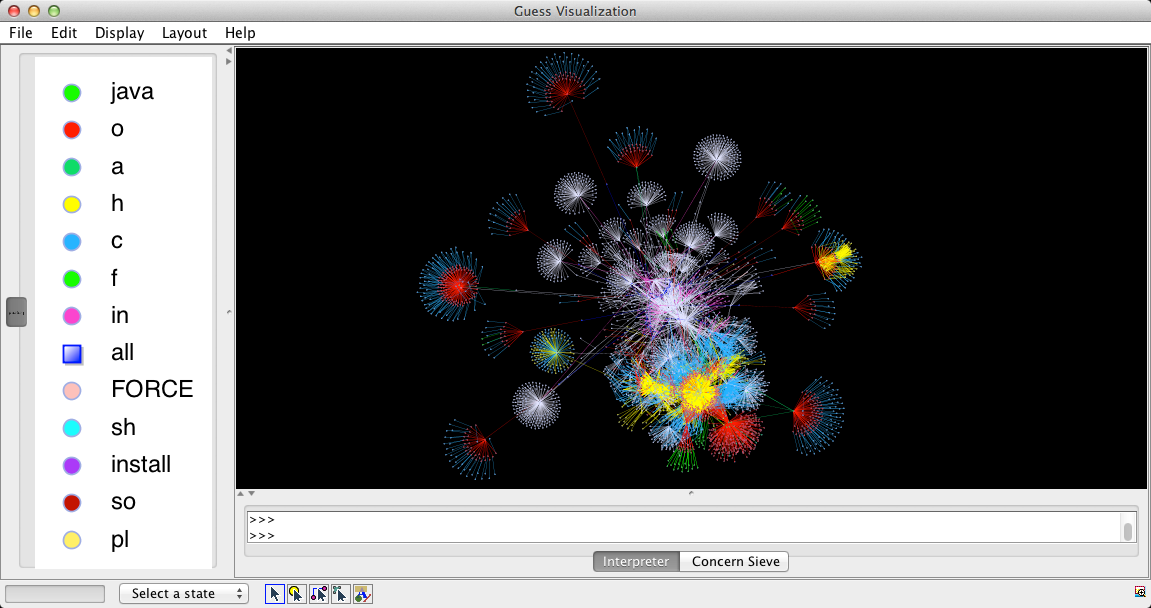 Guess Visualization
File Edit Display Layout Help
java
o
a
h
c
f
in
all
FORCE
sh
install
so
pl
>>>
>>>
Interpreter Concern Sieve
Select a state